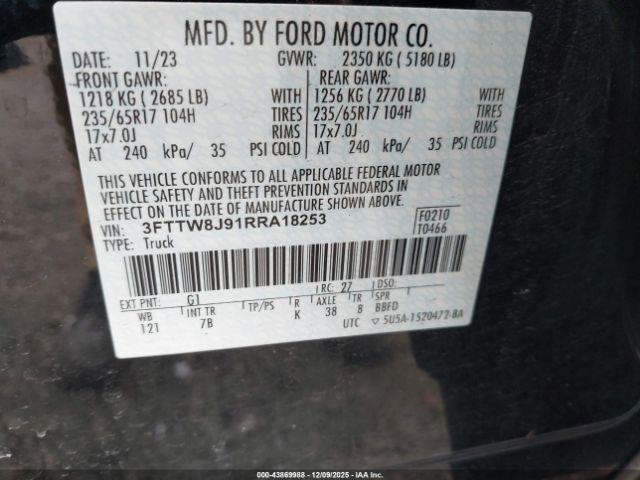 MFD. BY FORD MOTOR CO.
DATE: 11/23 GVWR: 2350 KG ( 5180 LB)
FRONT GAWR: REAR GAWR:
1218 KG ( 2685 LB) WITH 1256 KG ( 2770 LB) WITH
235/65R17 104H TIRES 235/65R17 104H TIRES
17x7.0J RIMS 17x7.0J RIMS
AT 240 kPa/ 35 PSI COLD AT 240 kPa/ 35 PSI COLD
THIS VEHICLE CONFORMS TO ALL APPLICABLE FEDERAL MOTOR
VEHICLE SAFETY AND THEFT PREVENTION STANDARDS IN
EFFECT ON THE DATE OF MANUFACTURE SHOWN ABOVE.
VIN: 3FTTW8J91RRA18253 F0210
TYPE: Truck T0466
EXT PNT: G1 RC: 27 DSO:
WB INT TR TP/PS R AXLE TR SPR
121 7B K 38 8 BBFD
UTC ▽ 5U5A-1520472-BA
000-43869988 | 12/09/2025 - IAA, Inc.